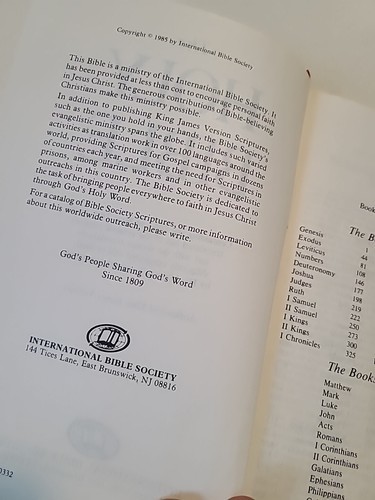 Copyright © 1985 by International Bible Society
This Bible is a ministry of the International Bible Society. It
has been provided at less than cost to encourage personal faith
in Jesus Christ. The generous contributions of Bible-believing
Christians make this ministry possible.
In addition to publishing King James Version Scriptures,
such as the one you hold in your hands, the Bible Society's
evangelistic ministry spans the globe. It includes such varied
activities as translation work in over 100 languages around the
world, providing Scriptures for Gospel campaigns in dozens
of countries each year, and meeting the need for Scriptures in
prisons, among marine workers and in other evangelistic
outreaches in this country. The Bible Society is dedicated to
the task of bringing people everywhere to faith in Jesus Christ
through God's Holy Word.
For a catalog of Bible Society Scriptures, or more information
about this worldwide outreach, please write.
God's People Sharing God's Word
Since 1809
INTERNATIONAL BIBLE SOCIETY
144 Tices Lane, East Brunswick, NJ 08816
0332
Book
The B
Genesis 1
Exodus 44
Leviticus 81
Numbers 108
Deuteronomy 146
Joshua 177
Judges 198
Ruth 219
I Samuel 222
II Samuel 250
I Kings 273
II Kings 300
I Chronicles 325
The Books
Matthew
Mark
Luke
John
Acts
Romans
I Corinthians
II Corinthians
Galatians
Ephesians
Philippians